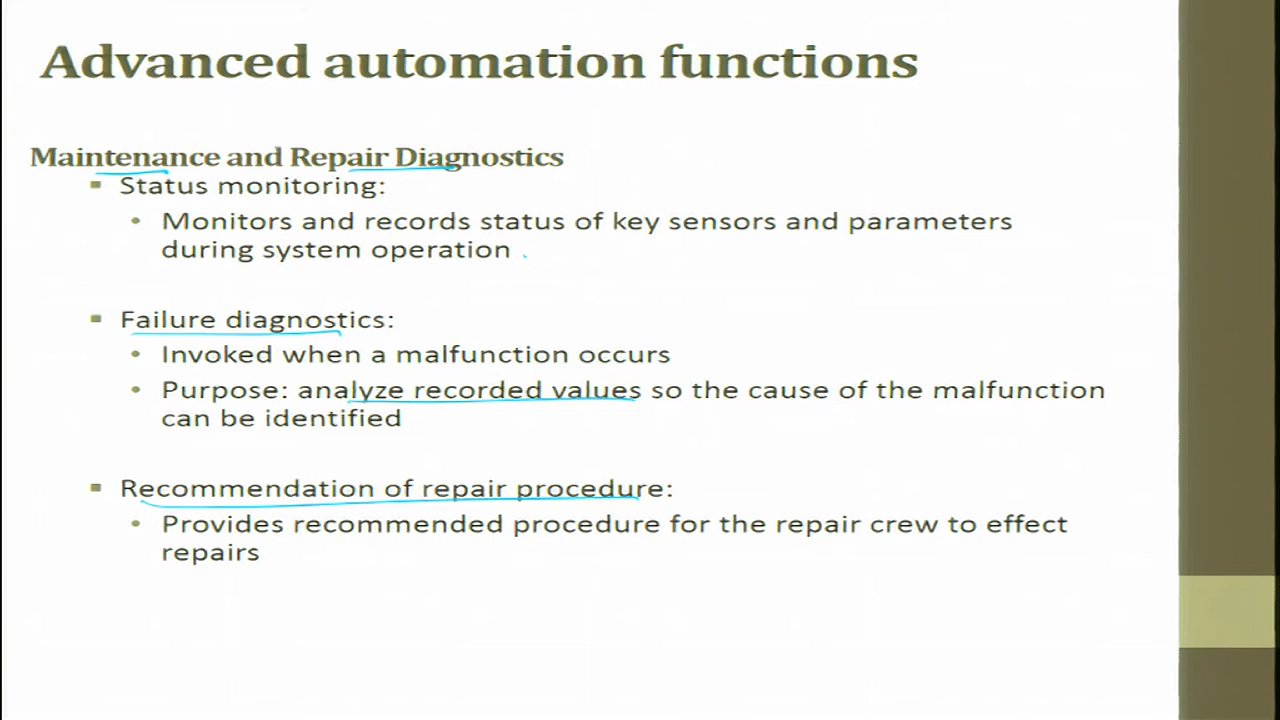 Advanced automation functions
Maintenance and Repair Diagnostics
Status monitoring:
Monitors and records status of key sensors and parameters
during system operation
Failure diagnostics:
Invoked when a malfunction occurs
Purpose: analyze recorded values so the cause of the malfunction
can be identified
Recommendation of repair procedure:
Provides recommended procedure for the repair crew to effect
repairs